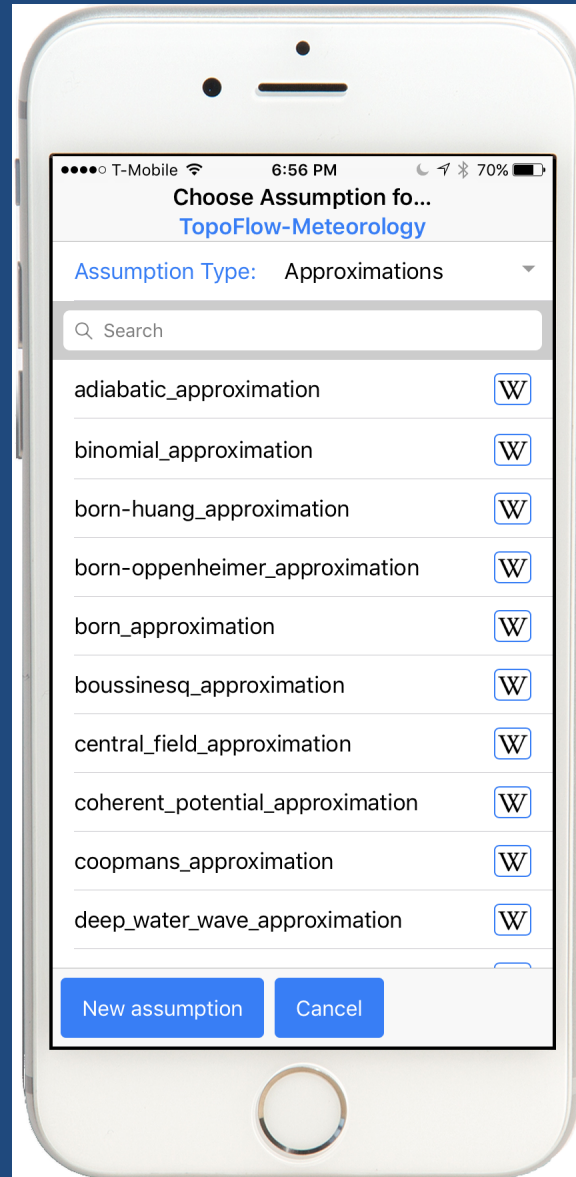 T-Mobile 6:56 PM 70%
Choose Assumption fo...
TopoFlow-Meteorology
Assumption Type: Approximations
Search
adiabatic_approximation W
binomial_approximation W
born-huang_approximation W
born-oppenheimer_approximation W
born_approximation W
boussinesq_approximation W
central_field_approximation W
coherent_potential_approximation W
coopmans_approximation W
deep_water_wave_approximation W
New assumption Cancel